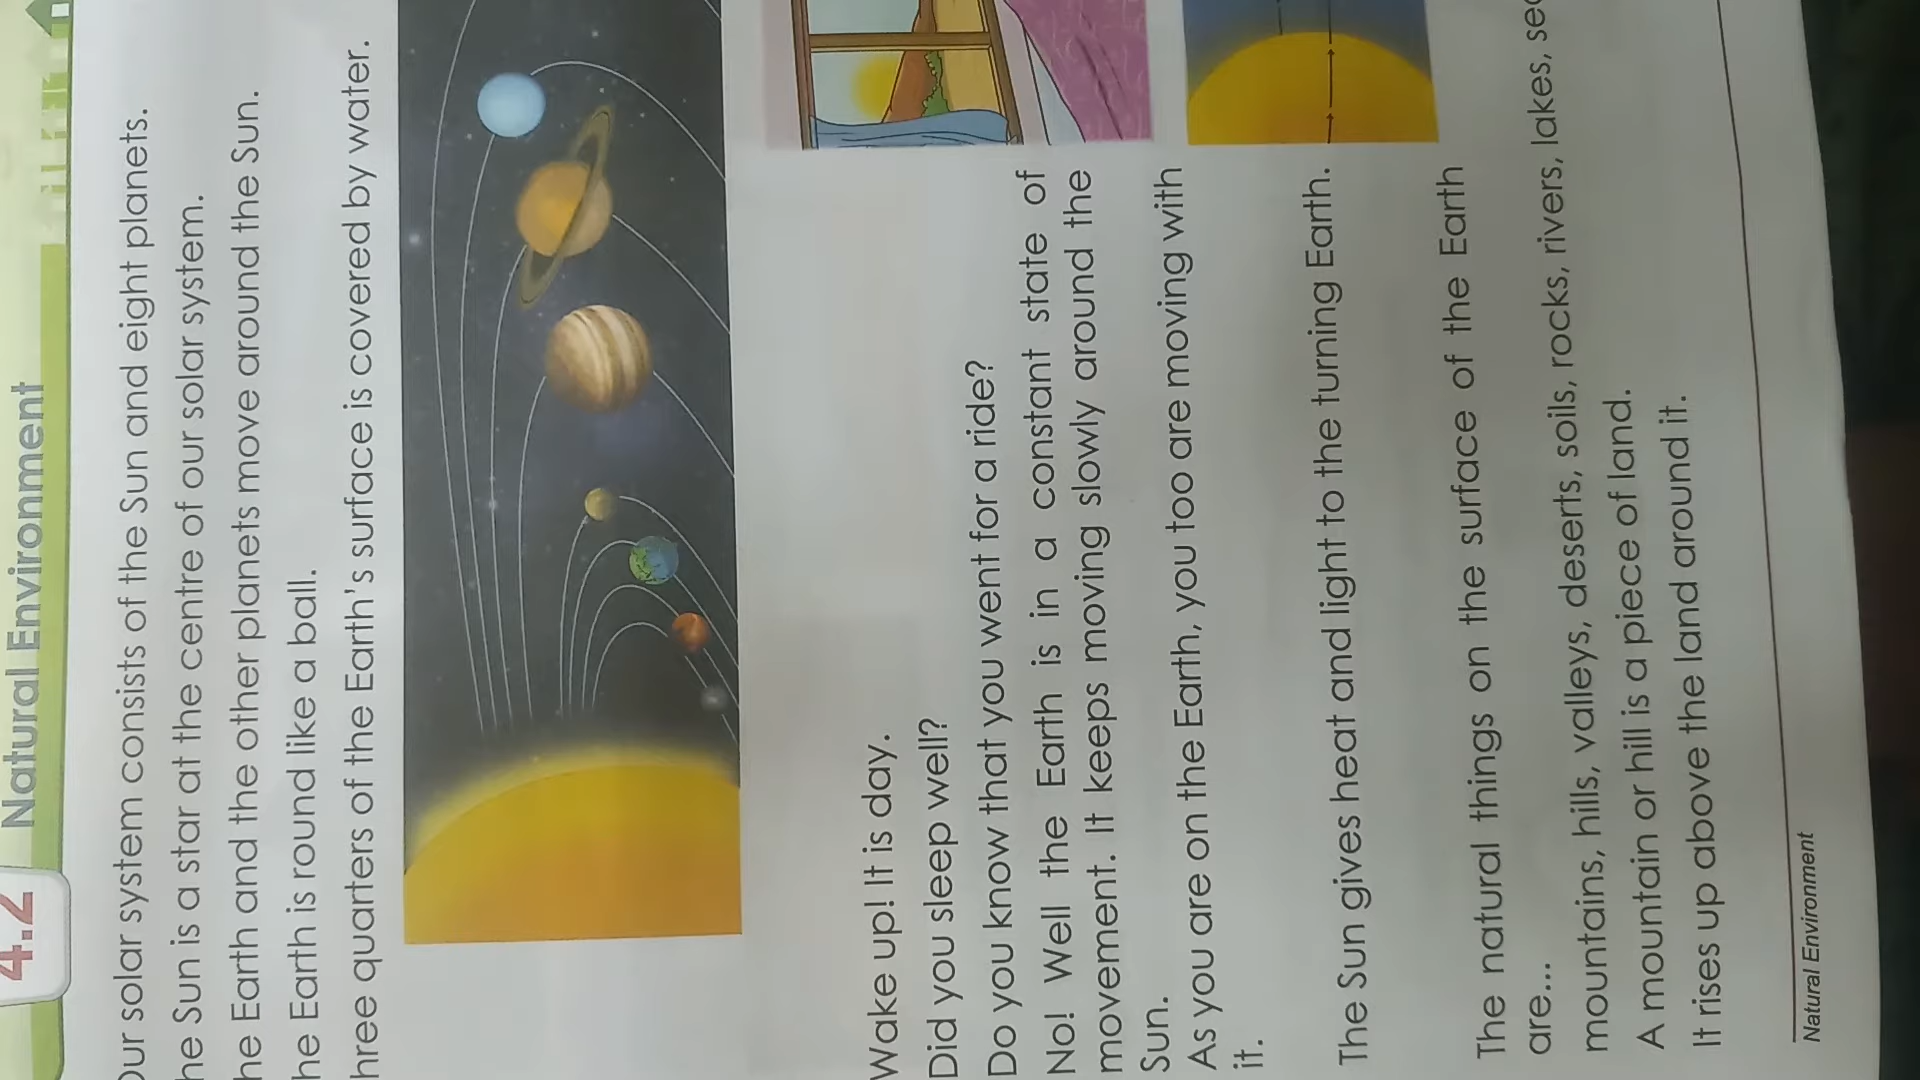 4.2 Natural Environment
Our solar system consists of the Sun and eight planets.
he Sun is a star at the centre of our solar system.
he Earth and the other planets move around the Sun.
he Earth is round like a ball.
hree quarters of the Earth's surface is covered by water.
Wake up! It is day.
Did you sleep well?
Do you know that you went for a ride?
No! Well the Earth is in a constant state of
movement. It keeps moving slowly around the
Sun.
As you are on the Earth, you too are moving with
it.
The Sun gives heat and light to the turning Earth.
The natural things on the surface of the Earth
are...
mountains, hills, valleys, deserts, soils, rocks, rivers, lakes,
A mountain or hill is a piece of land.
It rises up above the land around it.
Natural Environment